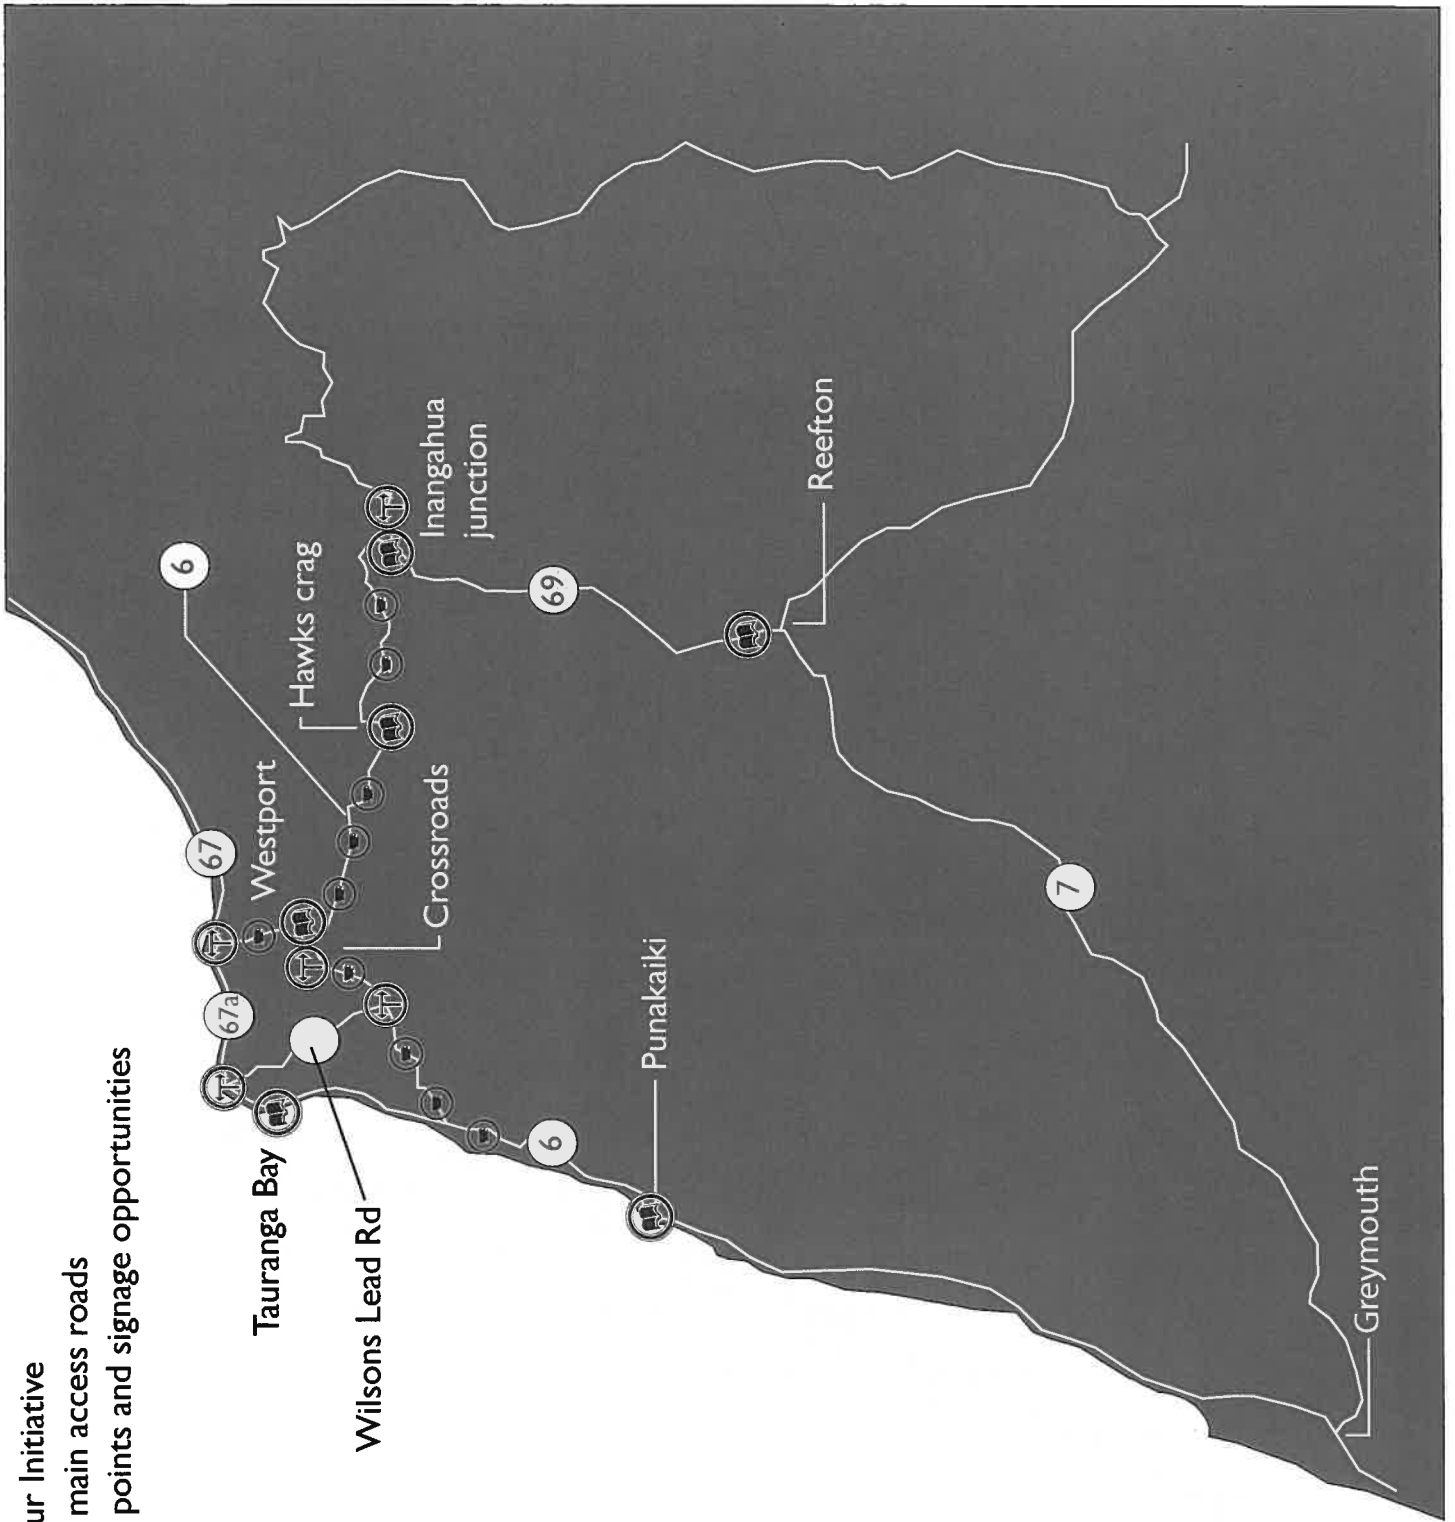 ur Initiative
main access roads
points and signage opportunities
6
67
67a
Westport
Tauranga Bay
Hawks crag
Wilsons Lead Rd
Inangahua
junction
Crossroads
6
69
Punakaiki
Reefton
7
Greymouth